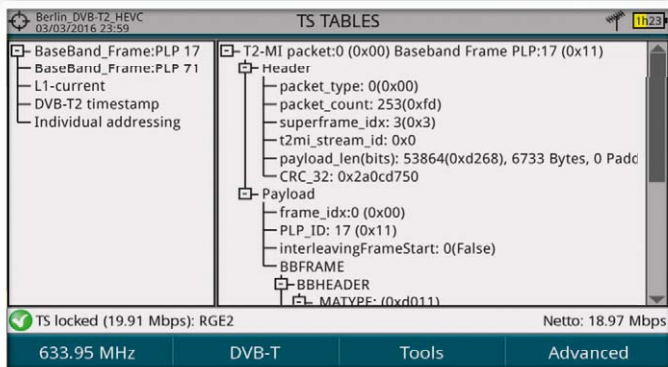 Berlin_DVB-T2_HEVC
03/03/2016 23:59
TS TABLES
1h23
BaseBand_Frame:PLP 17
BaseBand_Frame:PLP 71
L1-current
DVB-T2 timestamp
Individual addressing
T2-MI packet:0 (0x00) Baseband Frame PLP:17 (0x11)
Header
packet_type: 0(0x00)
packet_count: 253(0xfd)
superframe_idx: 3(0x3)
t2mi_stream_id: 0x0
payload_len(bits): 53864(0xd268), 6733 Bytes, 0 Padd
CRC_32: 0x2a0cd750
Payload
frame_idx:0 (0x00)
PLP_ID: 17 (0x11)
interleavingFrameStart: 0(False)
BBFRAME
BBHEADER
MATYPE: (0xd011)
TS locked (19.91 Mbps): RGE2
Netto: 18.97 Mbps
633.95 MHz
DVB-T
Tools
Advanced